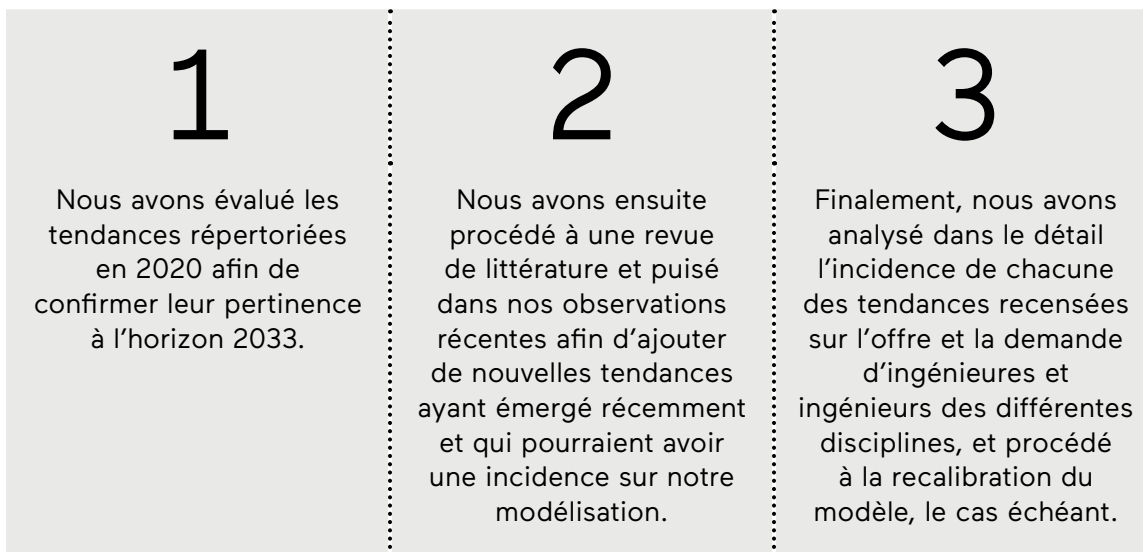 1
Nous avons évalué les
tendances répertoriées
en 2020 afin de
confirmer leur pertinence
à l’horizon 2033.
2
Nous avons ensuite
procédé à une revue
de littérature et puisé
dans nos observations
récentes afin d’ajouter
de nouvelles tendances
ayant émergé récemment
et qui pourraient avoir
une incidence sur notre
modélisation.
3
Finalement, nous avons
analysé dans le détail
l’incidence de chacune
des tendances recensées
sur l’offre et la demande
d’ingénieures et
ingénieurs des différentes
disciplines, et procédé
à la recalibration du
modèle, le cas échéant.